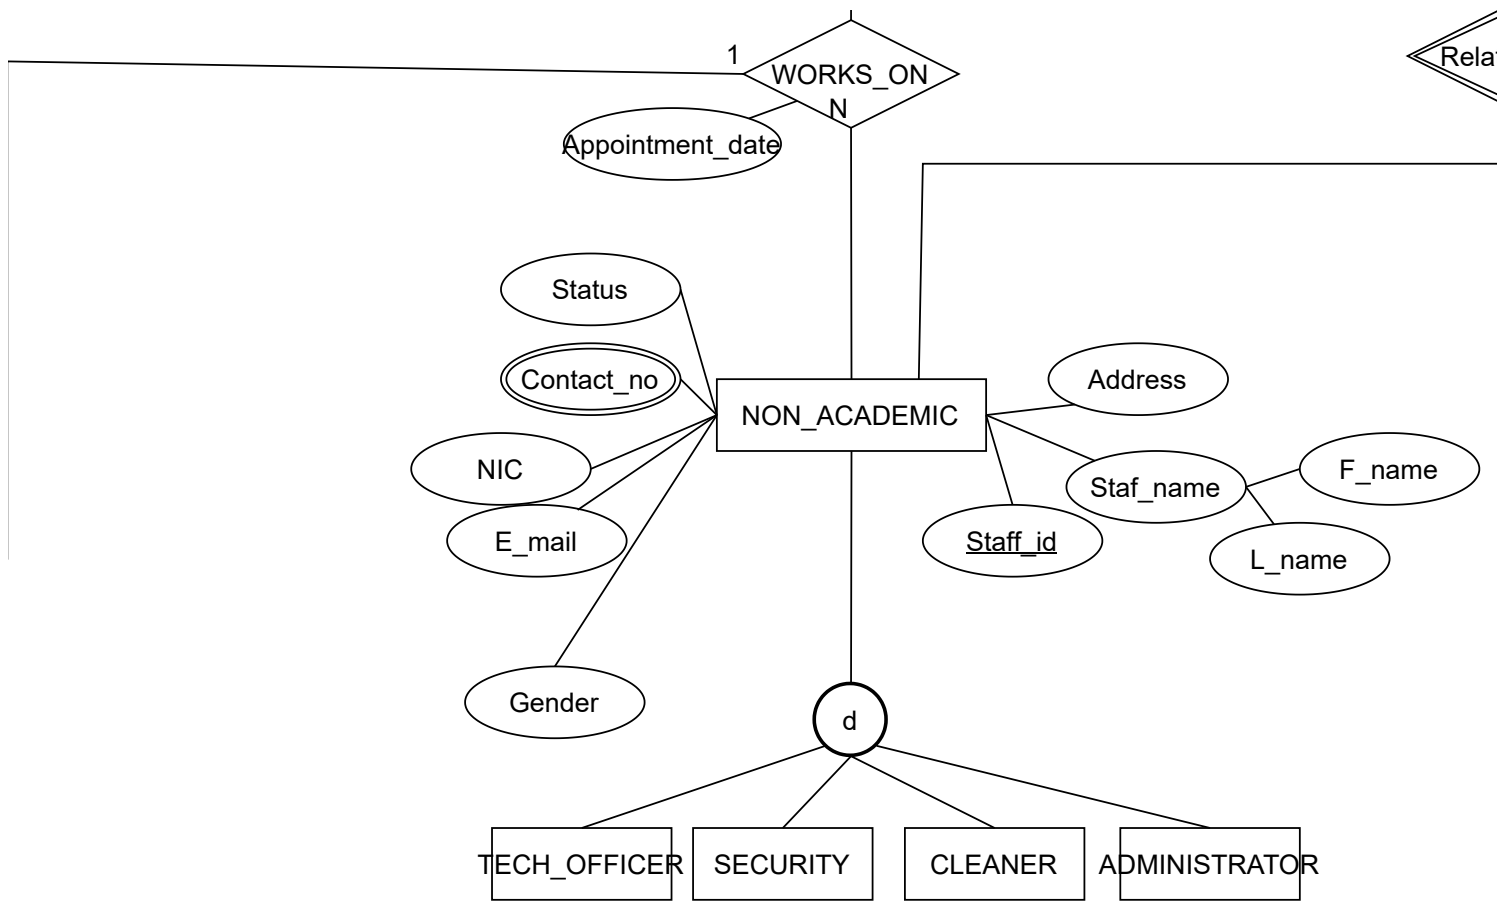 1
WORKS_ON
N
Appointment_date
Status
Contact_no
NON_ACADEMIC
Address
NIC
Staf_name
F_name
E_mail
Staff_id
L_name
Gender
d
TECH_OFFICER
SECURITY
CLEANER
ADMINISTRATOR